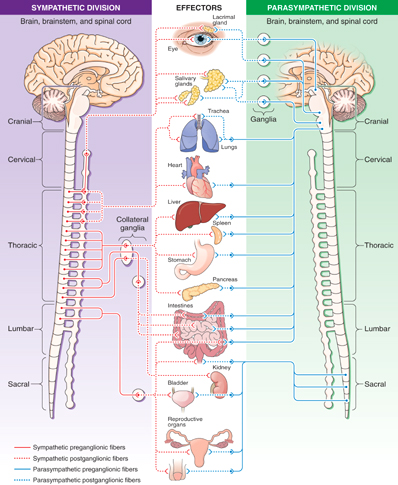 SYMPATHETIC DIVISION
EFFECTORS
PARASYMPATHETIC DIVISION
Brain, brainstem, and spinal cord
Brain, brainstem, and spinal cord
Lacrimal
gland
Eye
Salivary
glands
Trachea
Lungs
Heart
Liver
Spleen
Stomach
Pancreas
Intestines
Kidney
Bladder
Reproductive
organs
Cranial
Cervical
Thoracic
Lumbar
Sacral
Collateral
ganglia
Ganglia
Cranial
Cervical
Thoracic
Lumbar
Sacral
Sympathetic preganglionic fibers
Sympathetic postganglionic fibers
Parasympathetic preganglionic fibers
Parasympathetic postganglionic fibers